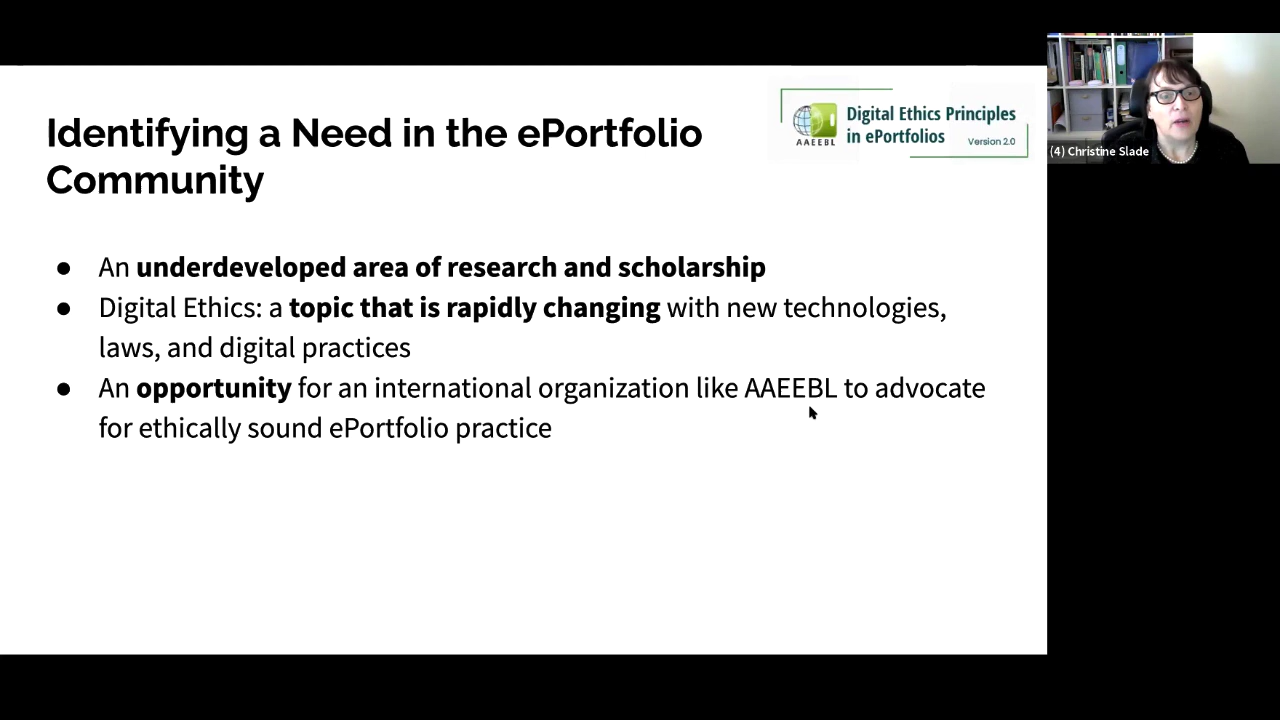 Identifying a Need in the ePortfolio
Community
AAEEBL
Digital Ethics Principles
in ePortfolios
Version 2.0
(4) Christine Slade
● An underdeveloped area of research and scholarship
● Digital Ethics: a topic that is rapidly changing with new technologies,
laws, and digital practices
● An opportunity for an international organization like AAEEBL to advocate
for ethically sound ePortfolio practice